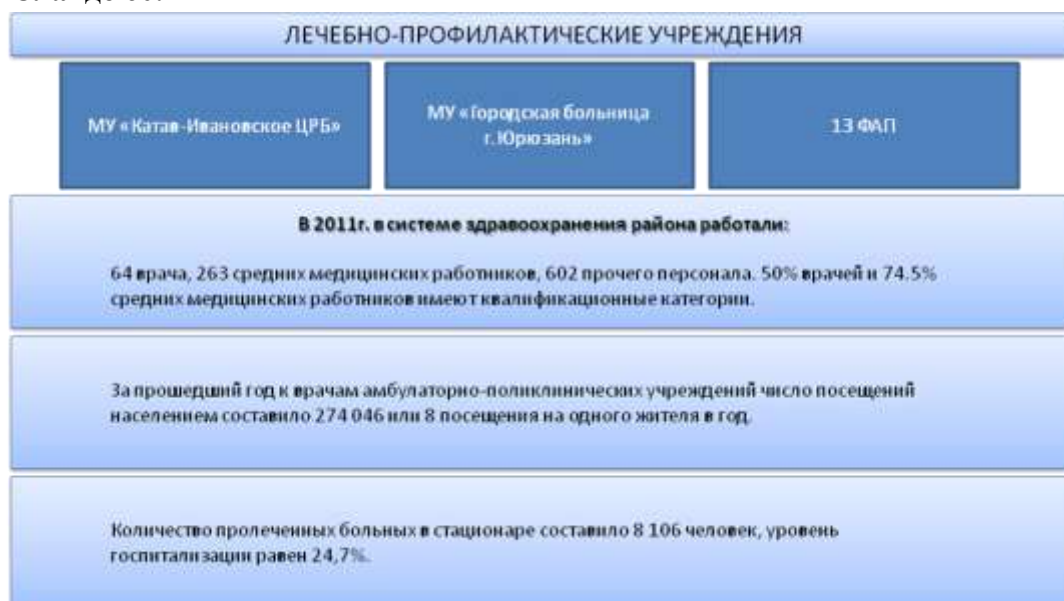 ЛЕЧЕБНО-ПРОФИЛАКТИЧЕСКИЕ УЧРЕЖДЕНИЯ
МУ «Катав-Ивановское ЦРБ»
МУ «Городская больница
г.Юрюзань»
13 ФАП
В 2011г. в системе здравоохранения района работали:
64 врача, 263 средних медицинских работников, 602 прочего персонала. 50% врачей и 74.5%
средних медицинских работников имеют квалификационные категории.
За прошедший год к врачам амбулаторно-поликлинических учреждений число посещений
населением составило 274 046 или 8 посещения на одного жителя в год.
Количество пролеченных больных в стационаре составило 8 106 человек, уровень
госпитализации равен 24,7%.